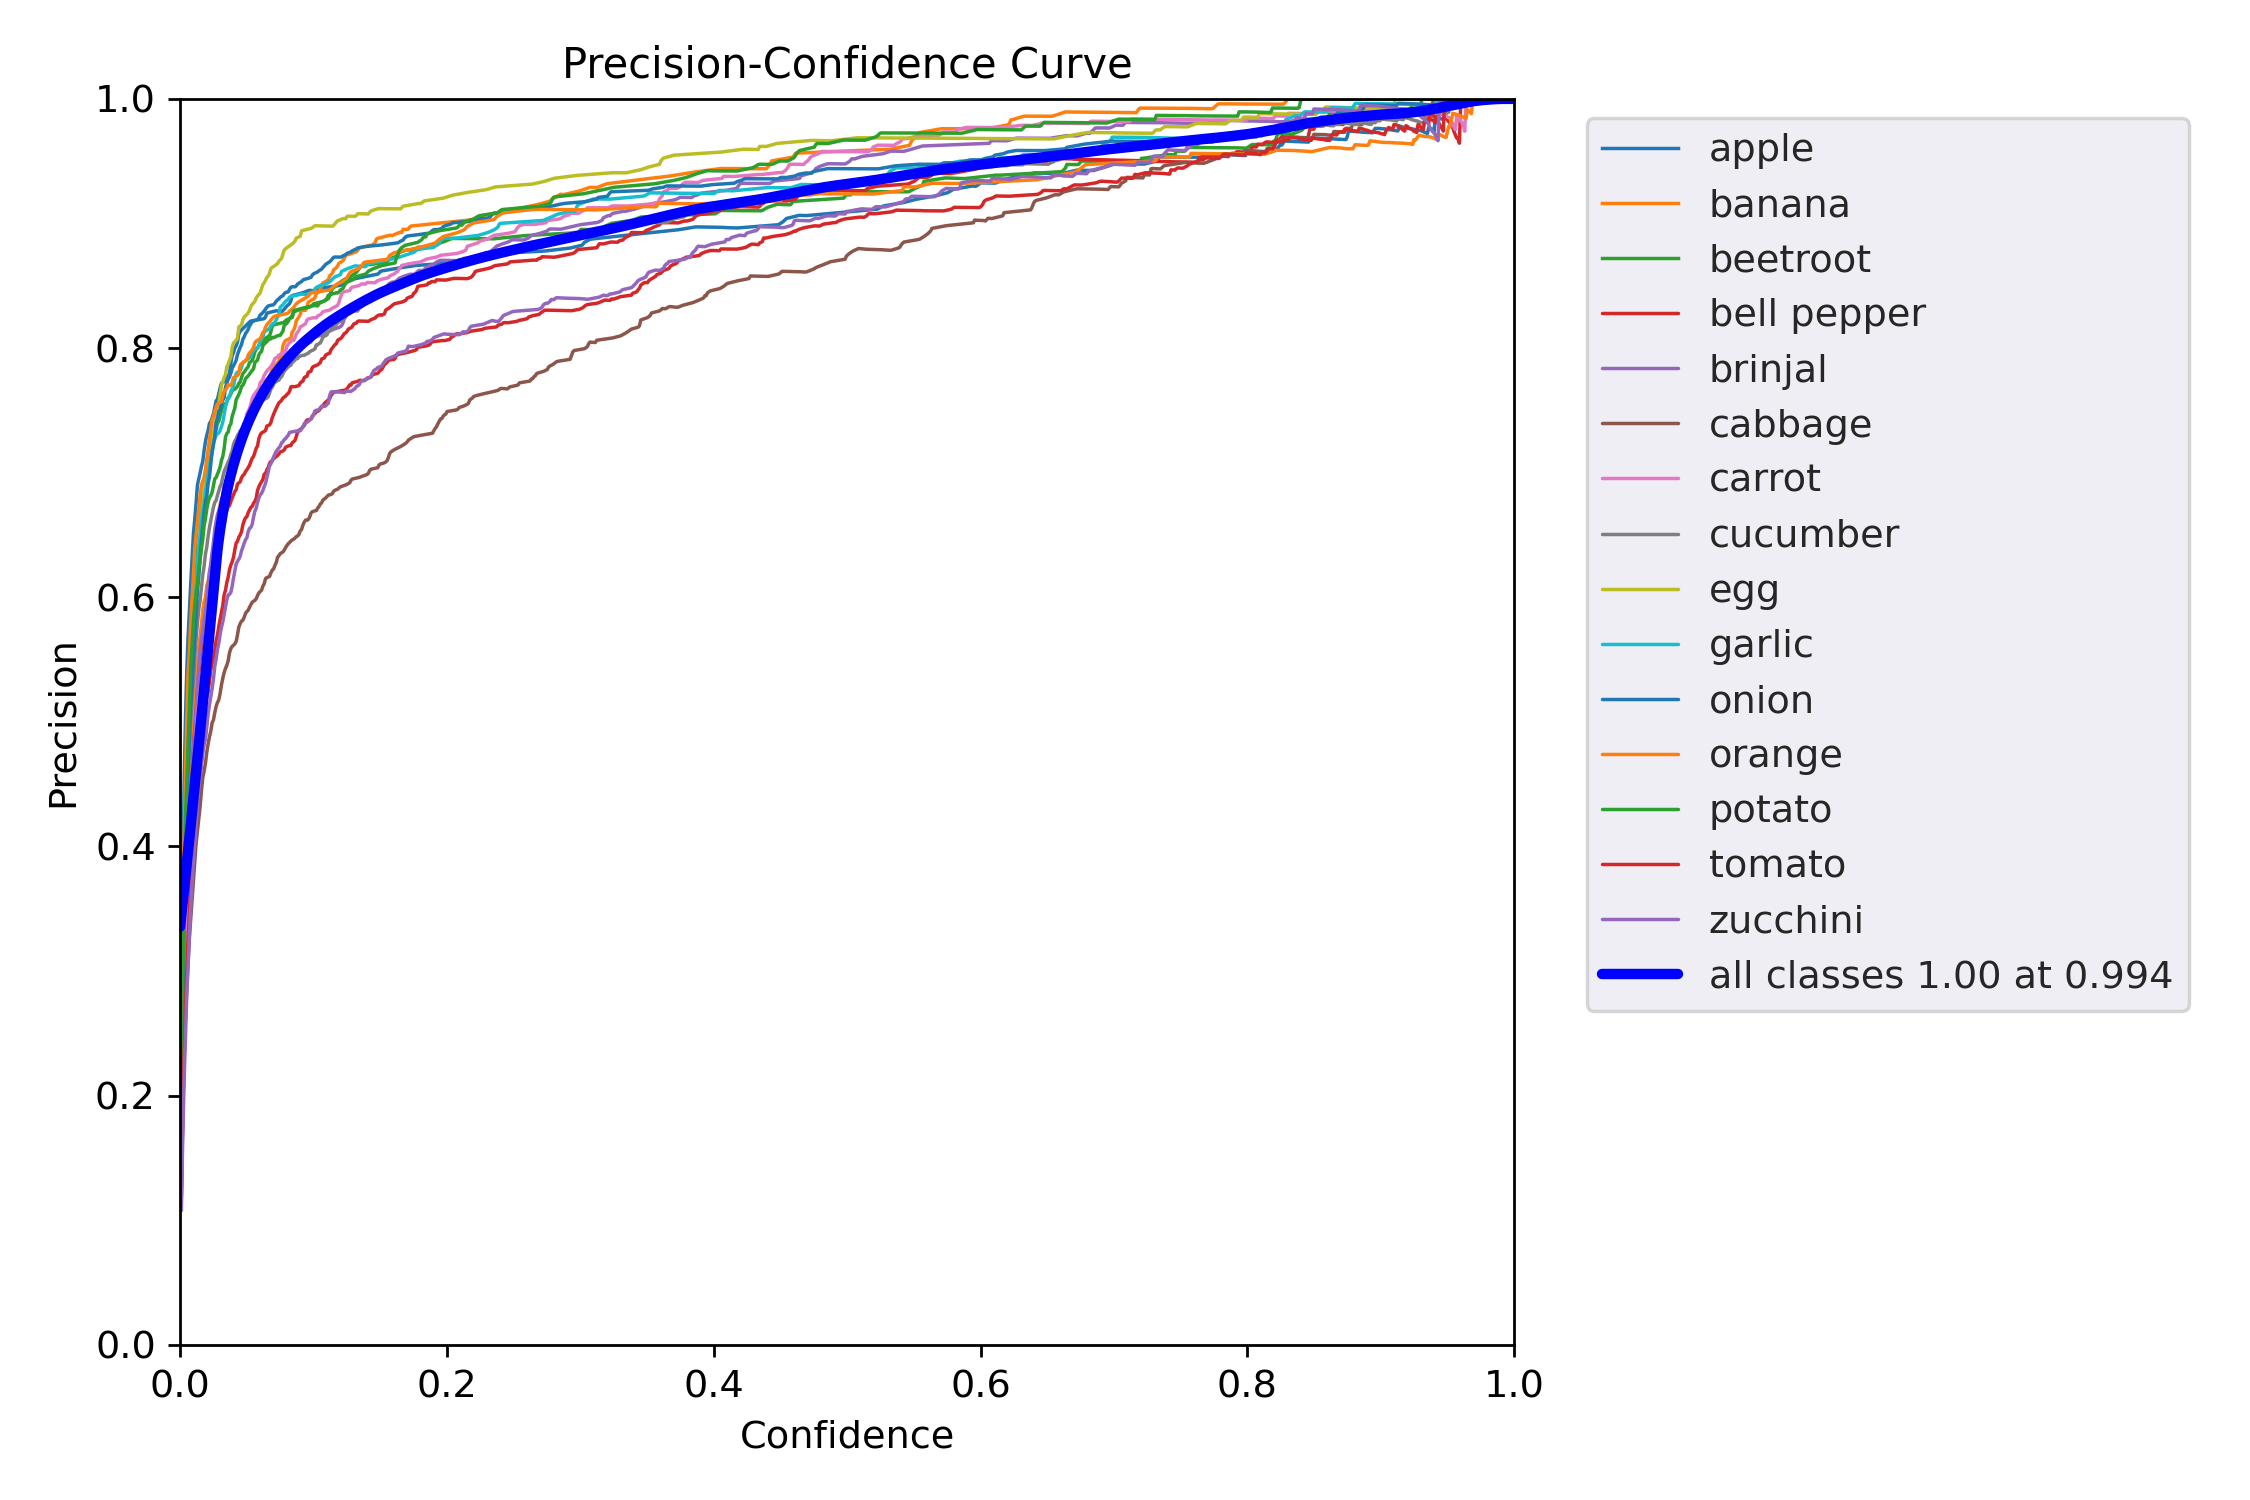 Precision-Confidence Curve
1.0
0.8
0.6
0.4
0.2
0.0
Precision
0.0 0.2 0.4 0.6 0.8 1.0
Confidence
apple
banana
beetroot
bell pepper
brinjal
cabbage
carrot
cucumber
egg
garlic
onion
orange
potato
tomato
zucchini
all classes 1.00 at 0.994